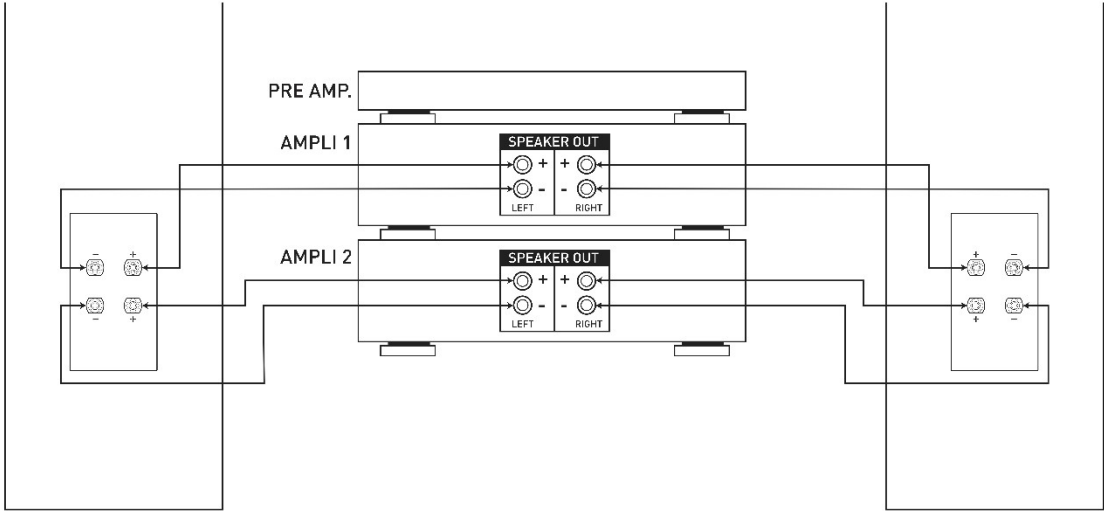 PRE AMP.
AMPLI 1
SPEAKER OUT
+ +
- -
LEFT RIGHT
AMPLI 2
SPEAKER OUT
+ +
- -
LEFT RIGHT
− +
− +
+ −
+ −